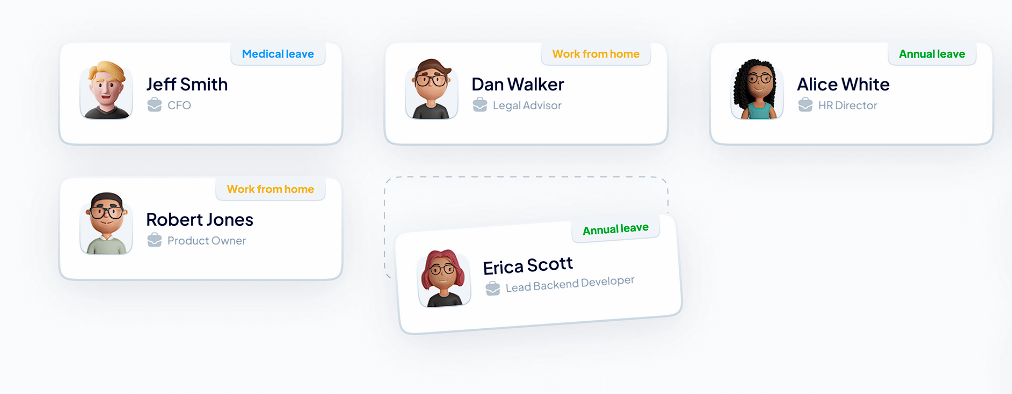 Medical leave
Jeff Smith
CFO
Work from home
Dan Walker
Legal Advisor
Annual leave
Alice White
HR Director
Work from home
Robert Jones
Product Owner
Annual leave
Erica Scott
Lead Backend Developer